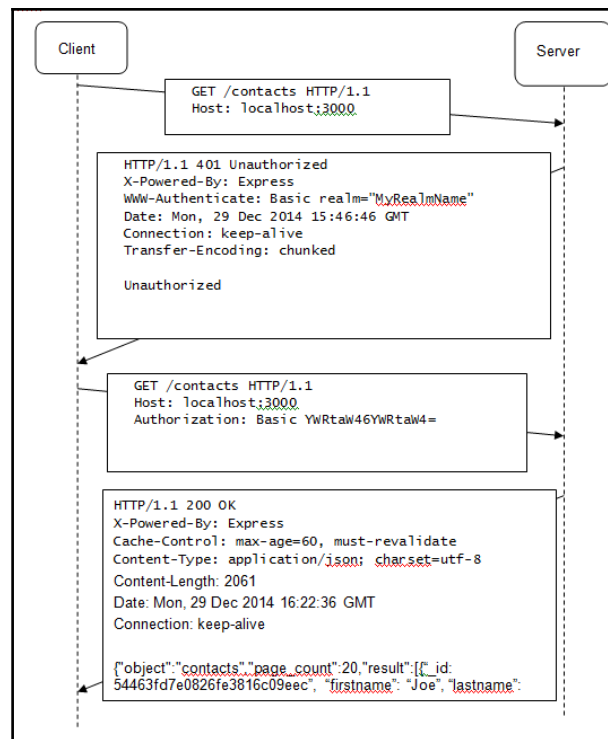 Client
Server
GET /contacts HTTP/1.1
Host: localhost:3000
HTTP/1.1 401 Unauthorized
X-Powered-By: Express
WWW-Authenticate: Basic realm="MyRealmName"
Date: Mon, 29 Dec 2014 15:46:46 GMT
Connection: keep-alive
Transfer-Encoding: chunked
Unauthorized
GET /contacts HTTP/1.1
Host: localhost:3000
Authorization: Basic YWRtaW46YWRtaW4=
HTTP/1.1 200 OK
X-Powered-By: Express
Cache-Control: max-age=60, must-revalidate
Content-Type: application/json; charset=utf-8
Content-Length: 2061
Date: Mon, 29 Dec 2014 16:22:36 GMT
Connection: keep-alive
{"object":"contacts","page_count":20,"result":[{“_id:
54463fd7e0826fe3816c09eec”, “firstname”: “Joe”, “lastname”: